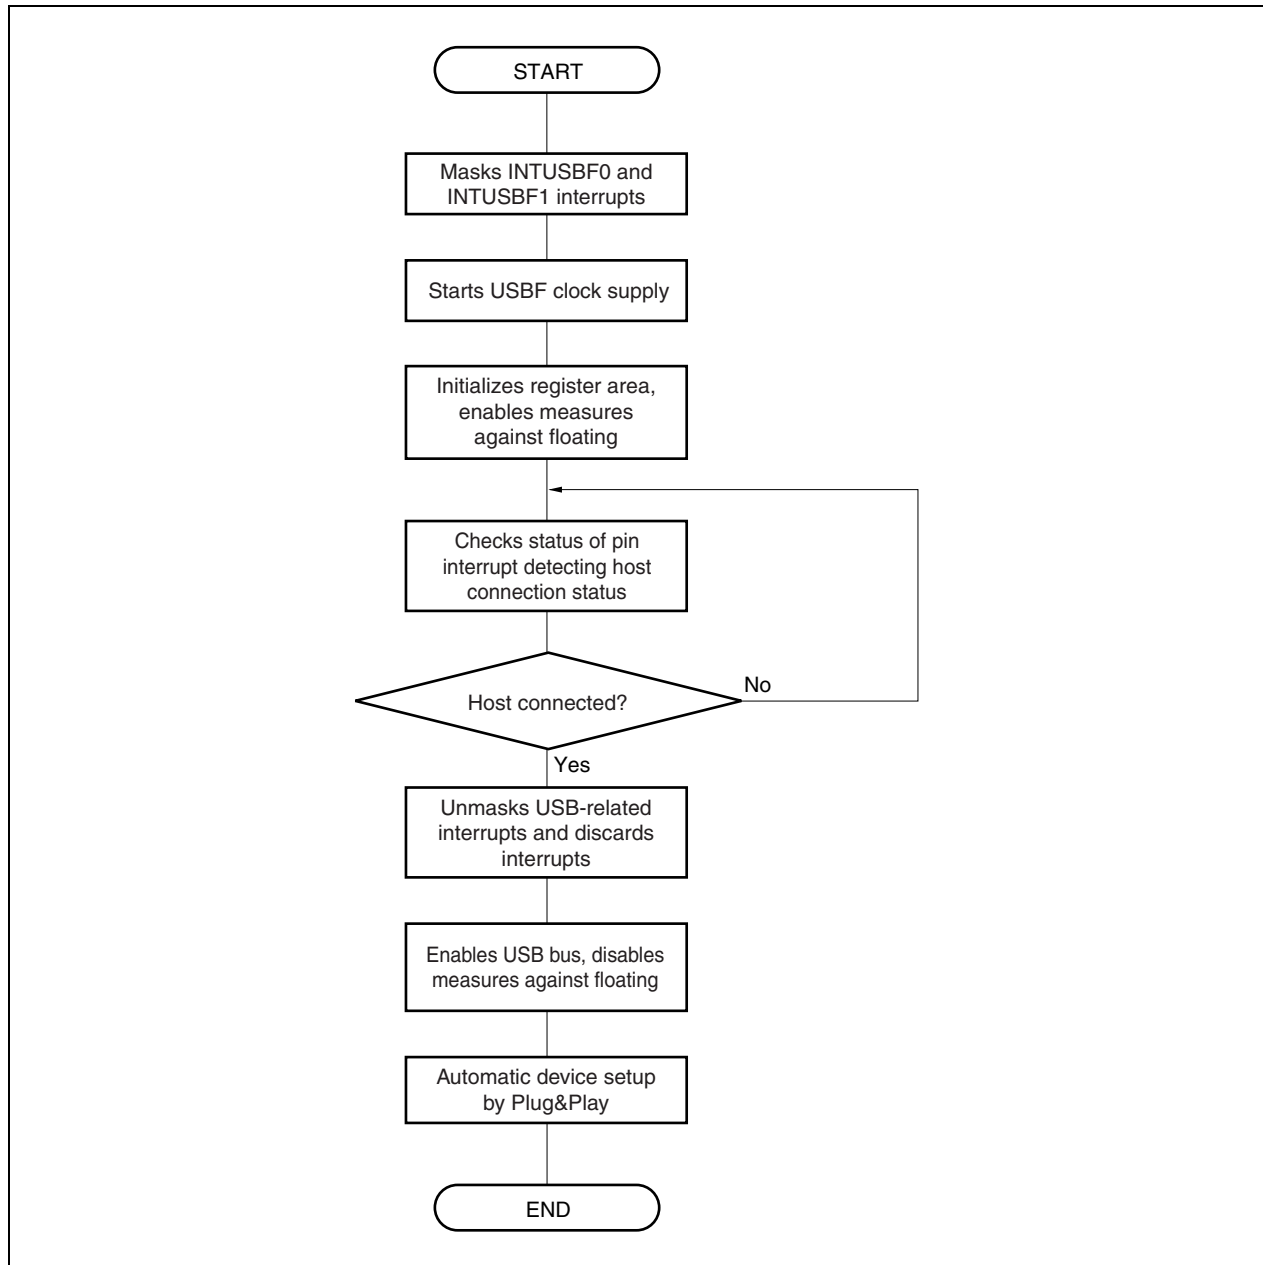 START
Masks INTUSBF0 and
INTUSBF1 interrupts
Starts USBF clock supply
Initializes register area,
enables measures
against floating
Checks status of pin
interrupt detecting host
connection status
Host connected?
No
Yes
Unmasks USB-related
interrupts and discards
interrupts
Enables USB bus, disables
measures against floating
Automatic device setup
by Plug&Play
END